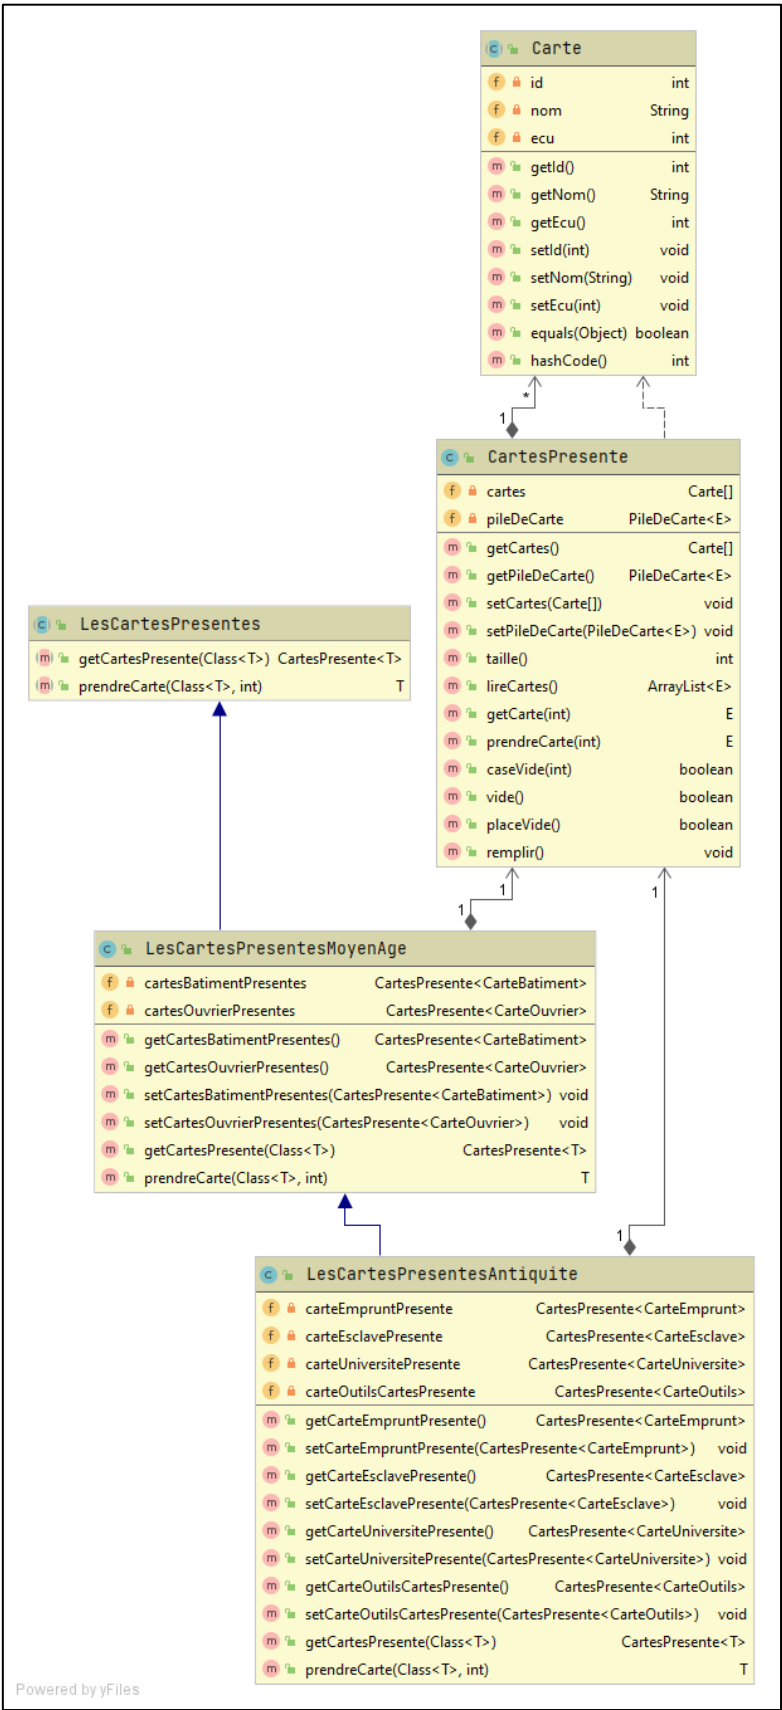 Carte
id int
nom String
ecu int
getId() int
getNom() String
getEcu() int
setId(int) void
setNom(String) void
setEcu(int) void
equals(Object) boolean
hashCode() int
*
1
CartesPresente
cartes Carte[]
pileDeCarte PileDeCarte<E>
getCartes() Carte[]
getPileDeCarte() PileDeCarte<E>
setCartes(Carte[]) void
setPileDeCarte(PileDeCarte<E>) void
taille() int
lireCartes() ArrayList<E>
getCarte(int) E
prendreCarte(int) E
caseVide(int) boolean
vide() boolean
placeVide() boolean
remplir() void
LesCartesPresentes
getCartesPresente(Class<T>) CartesPresente<T>
prendreCarte(Class<T>, int) T
1 1
1
LesCartesPresentesMoyenAge
cartesBatimentPresentes CartesPresente<CarteBatiment>
cartesOuvrierPresentes CartesPresente<CarteOuvrier>
getCartesBatimentPresentes() CartesPresente<CarteBatiment>
getCartesOuvrierPresentes() CartesPresente<CarteOuvrier>
setCartesBatimentPresentes(CartesPresente<CarteBatiment>) void
setCartesOuvrierPresentes(CartesPresente<CarteOuvrier>) void
getCartesPresente(Class<T>) CartesPresente<T>
prendreCarte(Class<T>, int) T
1
LesCartesPresentesAntiquite
carteEmpruntPresente CartesPresente<CarteEmprunt>
carteEsclavePresente CartesPresente<CarteEsclave>
carteUniversitePresente CartesPresente<CarteUniversite>
carteOutilsCartesPresente CartesPresente<CarteOutils>
getCarteEmpruntPresente() CartesPresente<CarteEmprunt>
setCarteEmpruntPresente(CartesPresente<CarteEmprunt>) void
getCarteEsclavePresente() CartesPresente<CarteEsclave>
setCarteEsclavePresente(CartesPresente<CarteEsclave>) void
getCarteUniversitePresente() CartesPresente<CarteUniversite>
setCarteUniversitePresente(CartesPresente<CarteUniversite>) void
getCarteOutilsCartesPresente() CartesPresente<CarteOutils>
setCarteOutilsCartesPresente(CartesPresente<CarteOutils>) void
getCartesPresente(Class<T>) CartesPresente<T>
prendreCarte(Class<T>, int) T
Powered by yFiles